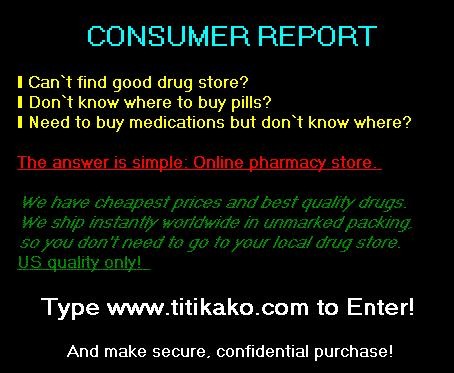 CONSUMER REPORT
I Can`t find good drug store?
I Don`t know where to buy pills?
I Need to buy medications but don`t know where?
The answer is simple: Online pharmacy store.
We have cheapest prices and best quality drugs.
We ship instantly worldwide in unmarked packing,
so you don't need to go to your local drug store.
US quality only!
Type www.titikako.com to Enter!
And make secure, confidential purchase!